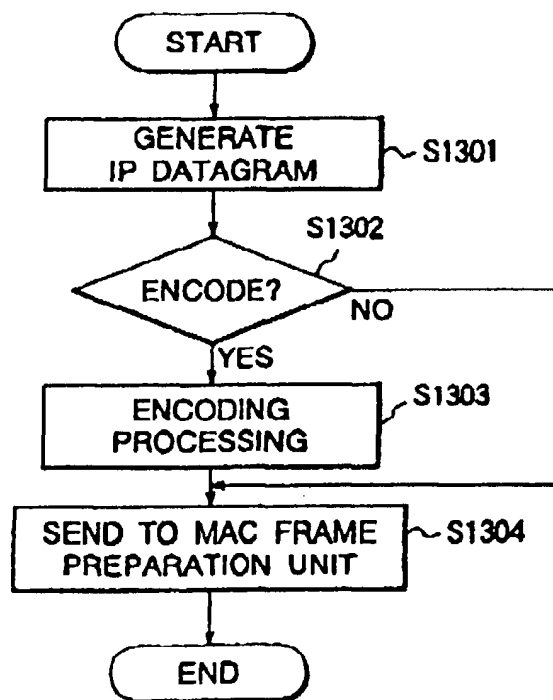 START
GENERATE
IP DATAGRAM
S1301
S1302
ENCODE?
NO
YES
ENCODING
PROCESSING
S1303
SEND TO MAC FRAME
PREPARATION UNIT
S1304
END